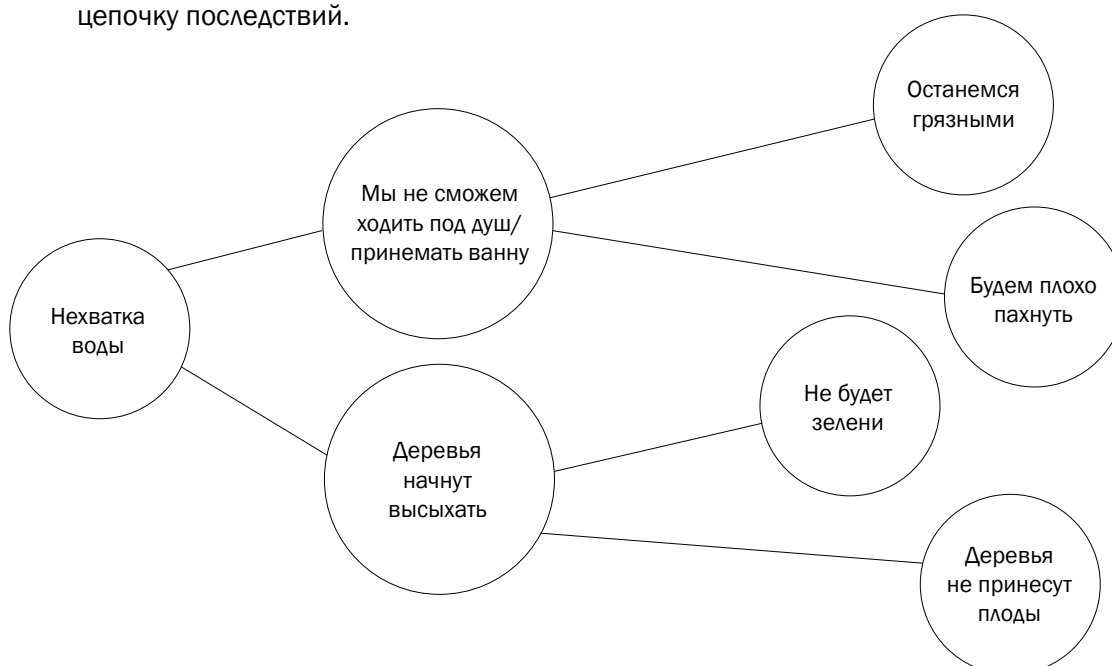 цепочку последствий.
Нехватка
воды
Мы не сможем
ходить под душ/
принемать ванну
Останемся
грязными
Будем плохо
пахнуть
Деревья
начнут
высыхать
Не будет
зелени
Деревья
не принесут
плоды